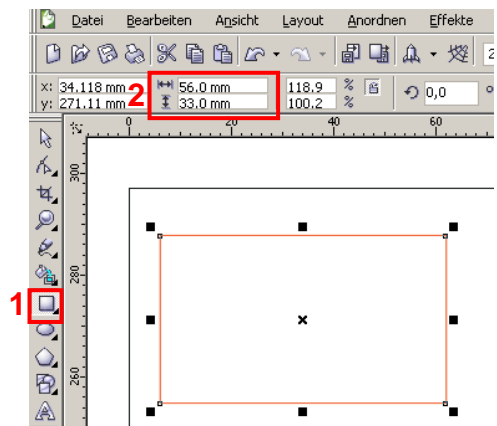 Datei Bearbeiten Ansicht Layout Anordnen Effekte
x: 34.118 mm 2 56.0 mm 118.9 % 0,0 °
y: 271.11 mm 33.0 mm 100.2 %
0 20 40 60
300
280
1
260
A